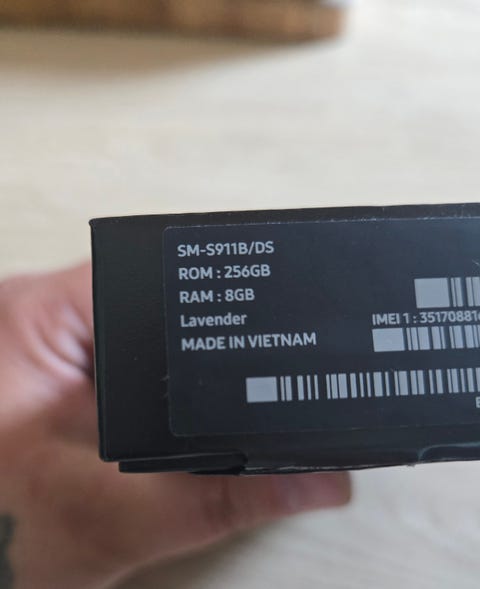 SM-S911B/DS
ROM : 256GB
RAM : 8GB
Lavender
IMEI 1 : 35170881
MADE IN VIETNAM